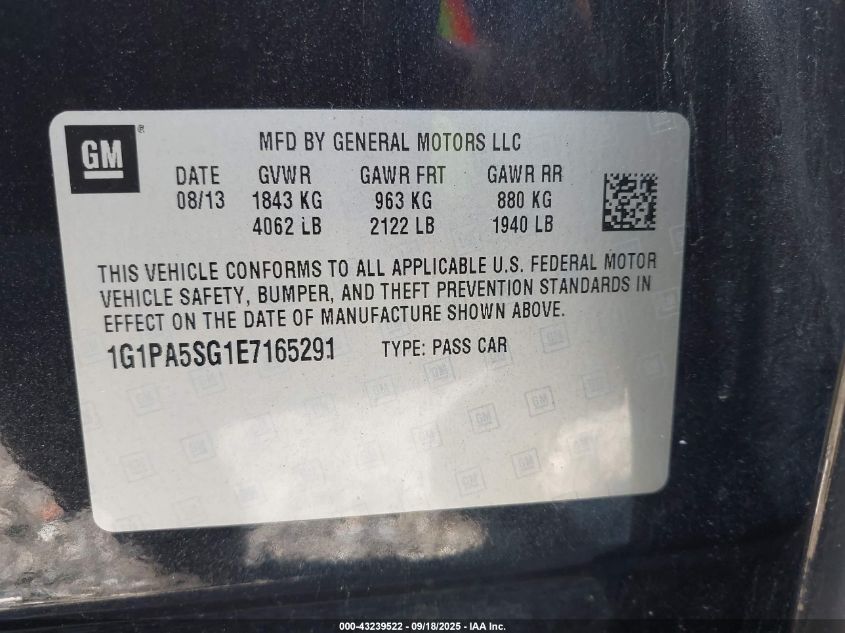 GM®
MFD BY GENERAL MOTORS LLC
DATE GVWR GAWR FRT GAWR RR
08/13 1843 KG 963 KG 880 KG
4062 LB 2122 LB 1940 LB
THIS VEHICLE CONFORMS TO ALL APPLICABLE U.S. FEDERAL MOTOR
VEHICLE SAFETY, BUMPER, AND THEFT PREVENTION STANDARDS IN
EFFECT ON THE DATE OF MANUFACTURE SHOWN ABOVE.
1G1PA5SG1E7165291 TYPE: PASS CAR
000-43239522 - 09/18/2025 - IAA Inc.